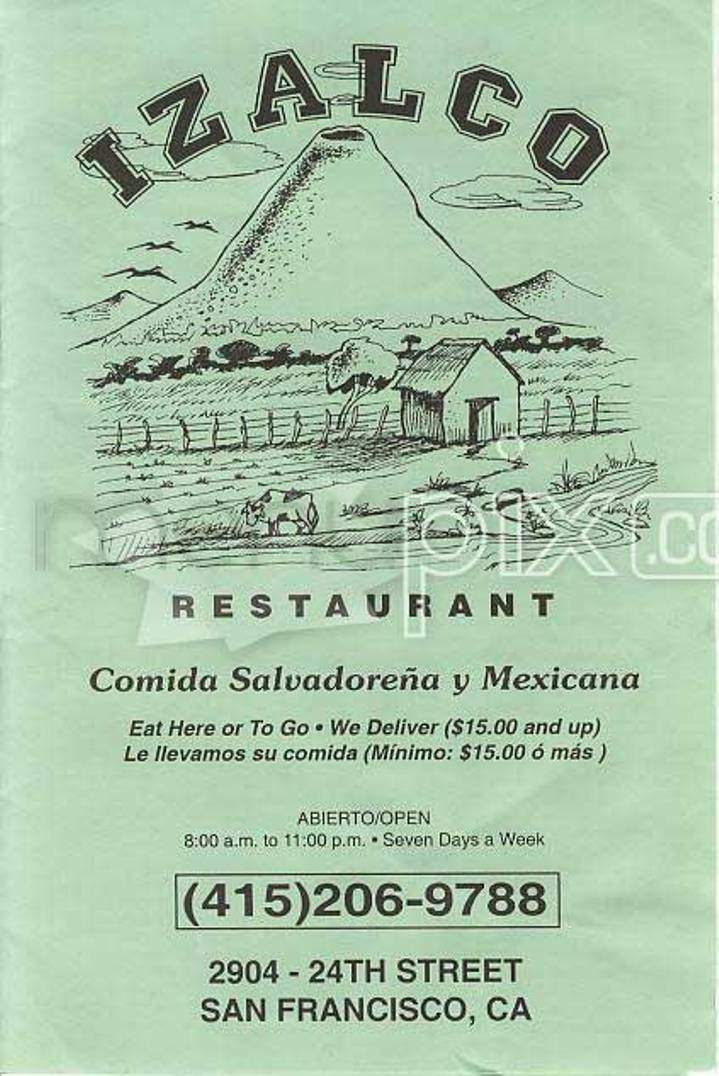 IZALCO
RESTAURANT
Comida Salvadoreña y Mexicana
Eat Here or To Go • We Deliver ($15.00 and up)
Le llevamos su comida (Mínimo: $15.00 ó más )
ABIERTO/OPEN
8:00 a.m. to 11:00 p.m. • Seven Days a Week
(415)206-9788
2904 - 24TH STREET
SAN FRANCISCO, CA
pix.co